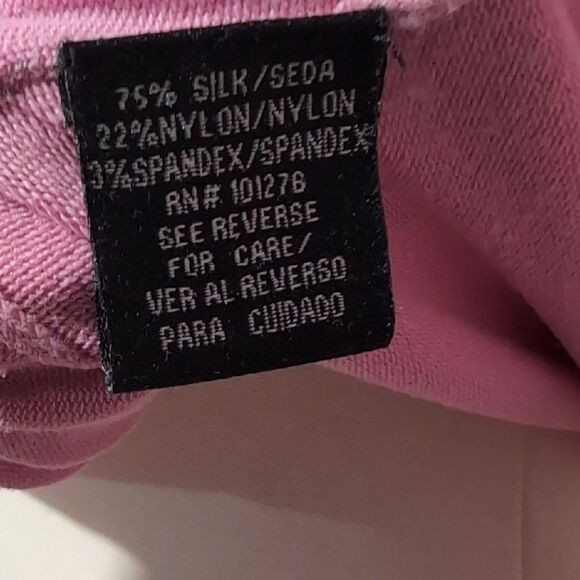 75% SILK/SEDA
22%NYLON/NYLON
3%SPANDEX/SPANDEX
RN# 101278
SEE REVERSE
FOR CARE/
VER AL REVERSO
PARA CUIDADO